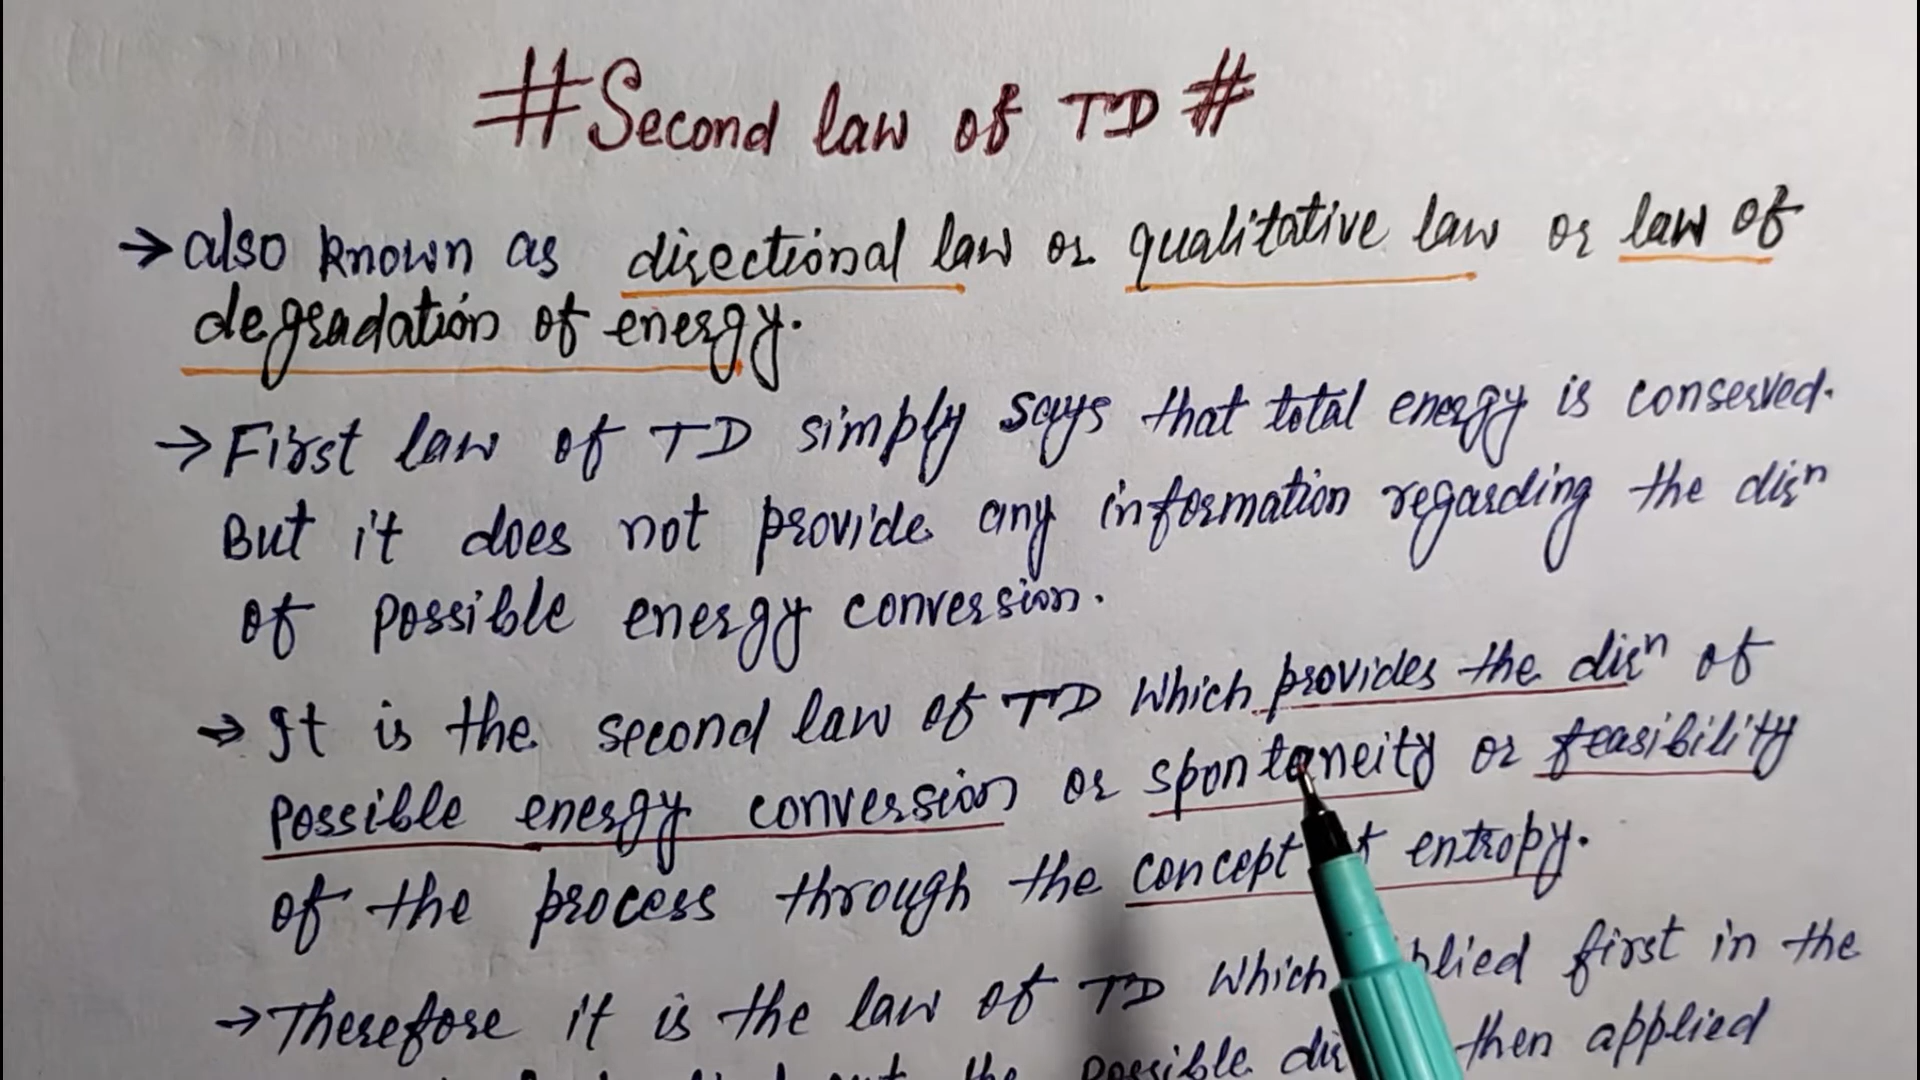 #Second law of TD#
→ also known as directional law or qualitative law or law of
degradation of energy.
→ First law of TD simply says that total energy is conserved.
But it does not provide any information regarding the dirⁿ
of possible energy conversion.
→ It is the second law of TD which provides the dirⁿ of
possible energy conversion or spontaneity or feasibility
of the process through the concept entropy.
→ Therefore it is the law of TD which first in the
the possible then applied